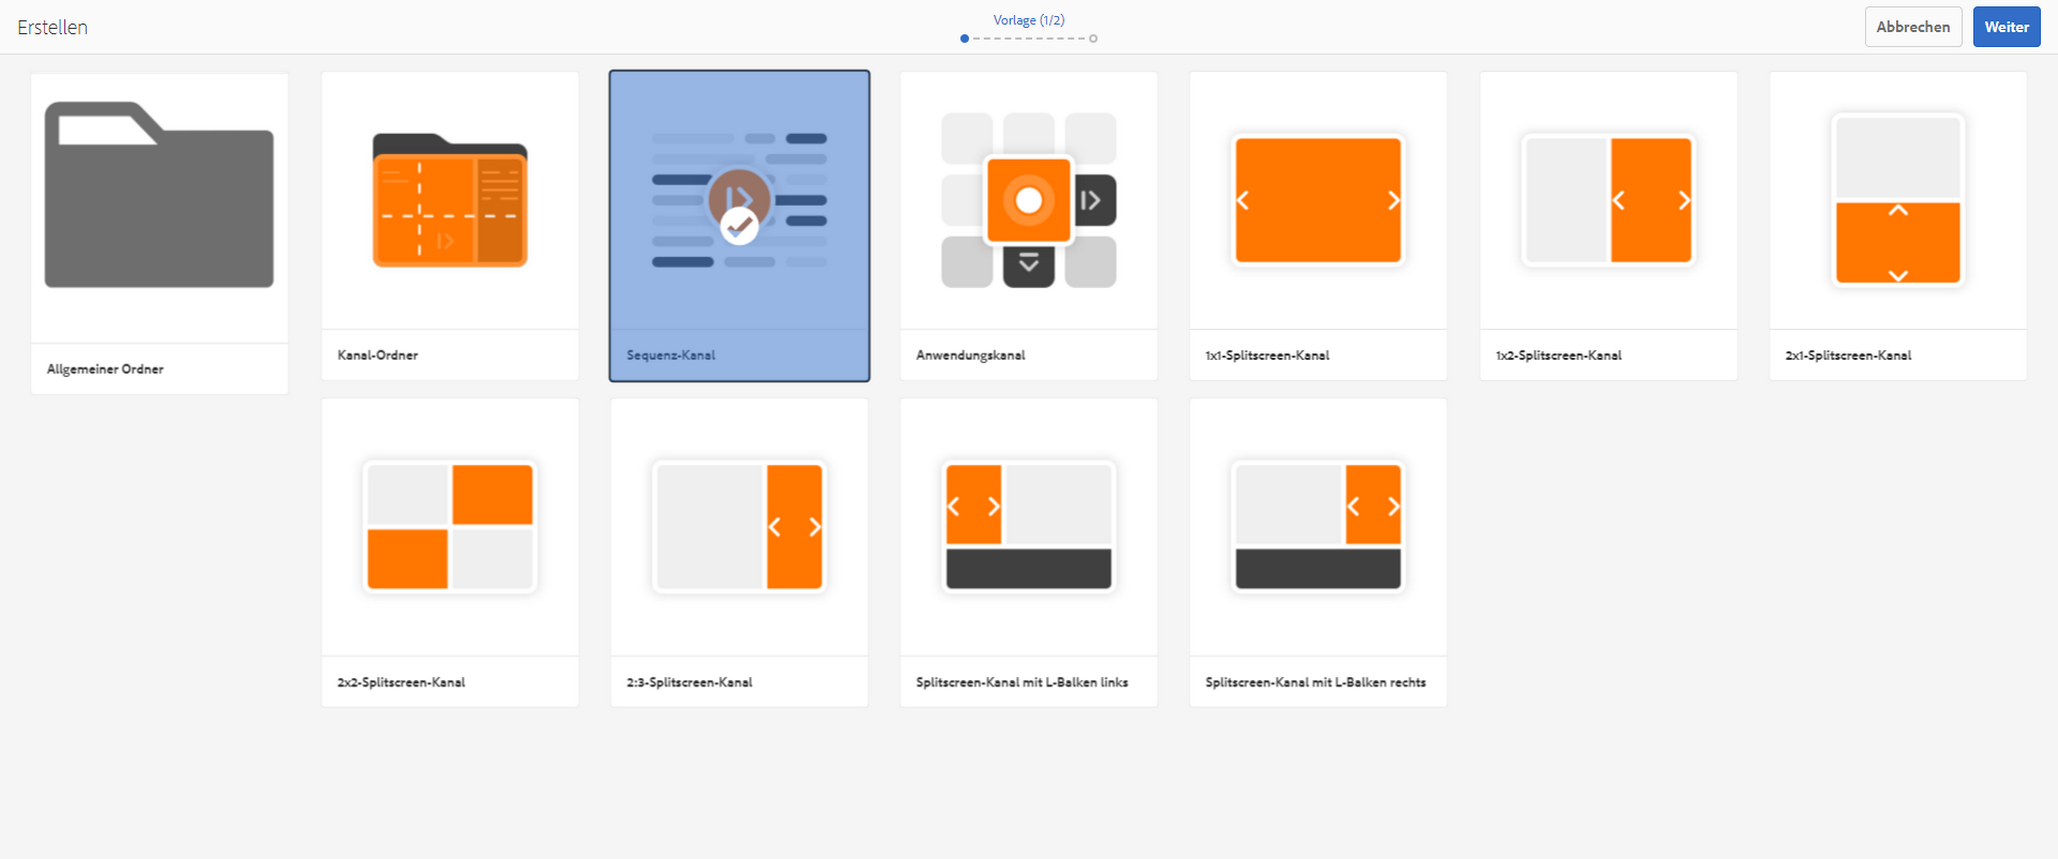 Erstellen
Vorlage (1/2)
Abbrechen
Weiter
Allgemeiner Ordner
Kanal-Ordner
Sequenz-Kanal
Anwendungskanal
1x1-Splitscreen-Kanal
1x2-Splitscreen-Kanal
2x1-Splitscreen-Kanal
2x2-Splitscreen-Kanal
2:3-Splitscreen-Kanal
Splitscreen-Kanal mit L-Balken links
Splitscreen-Kanal mit L-Balken rechts